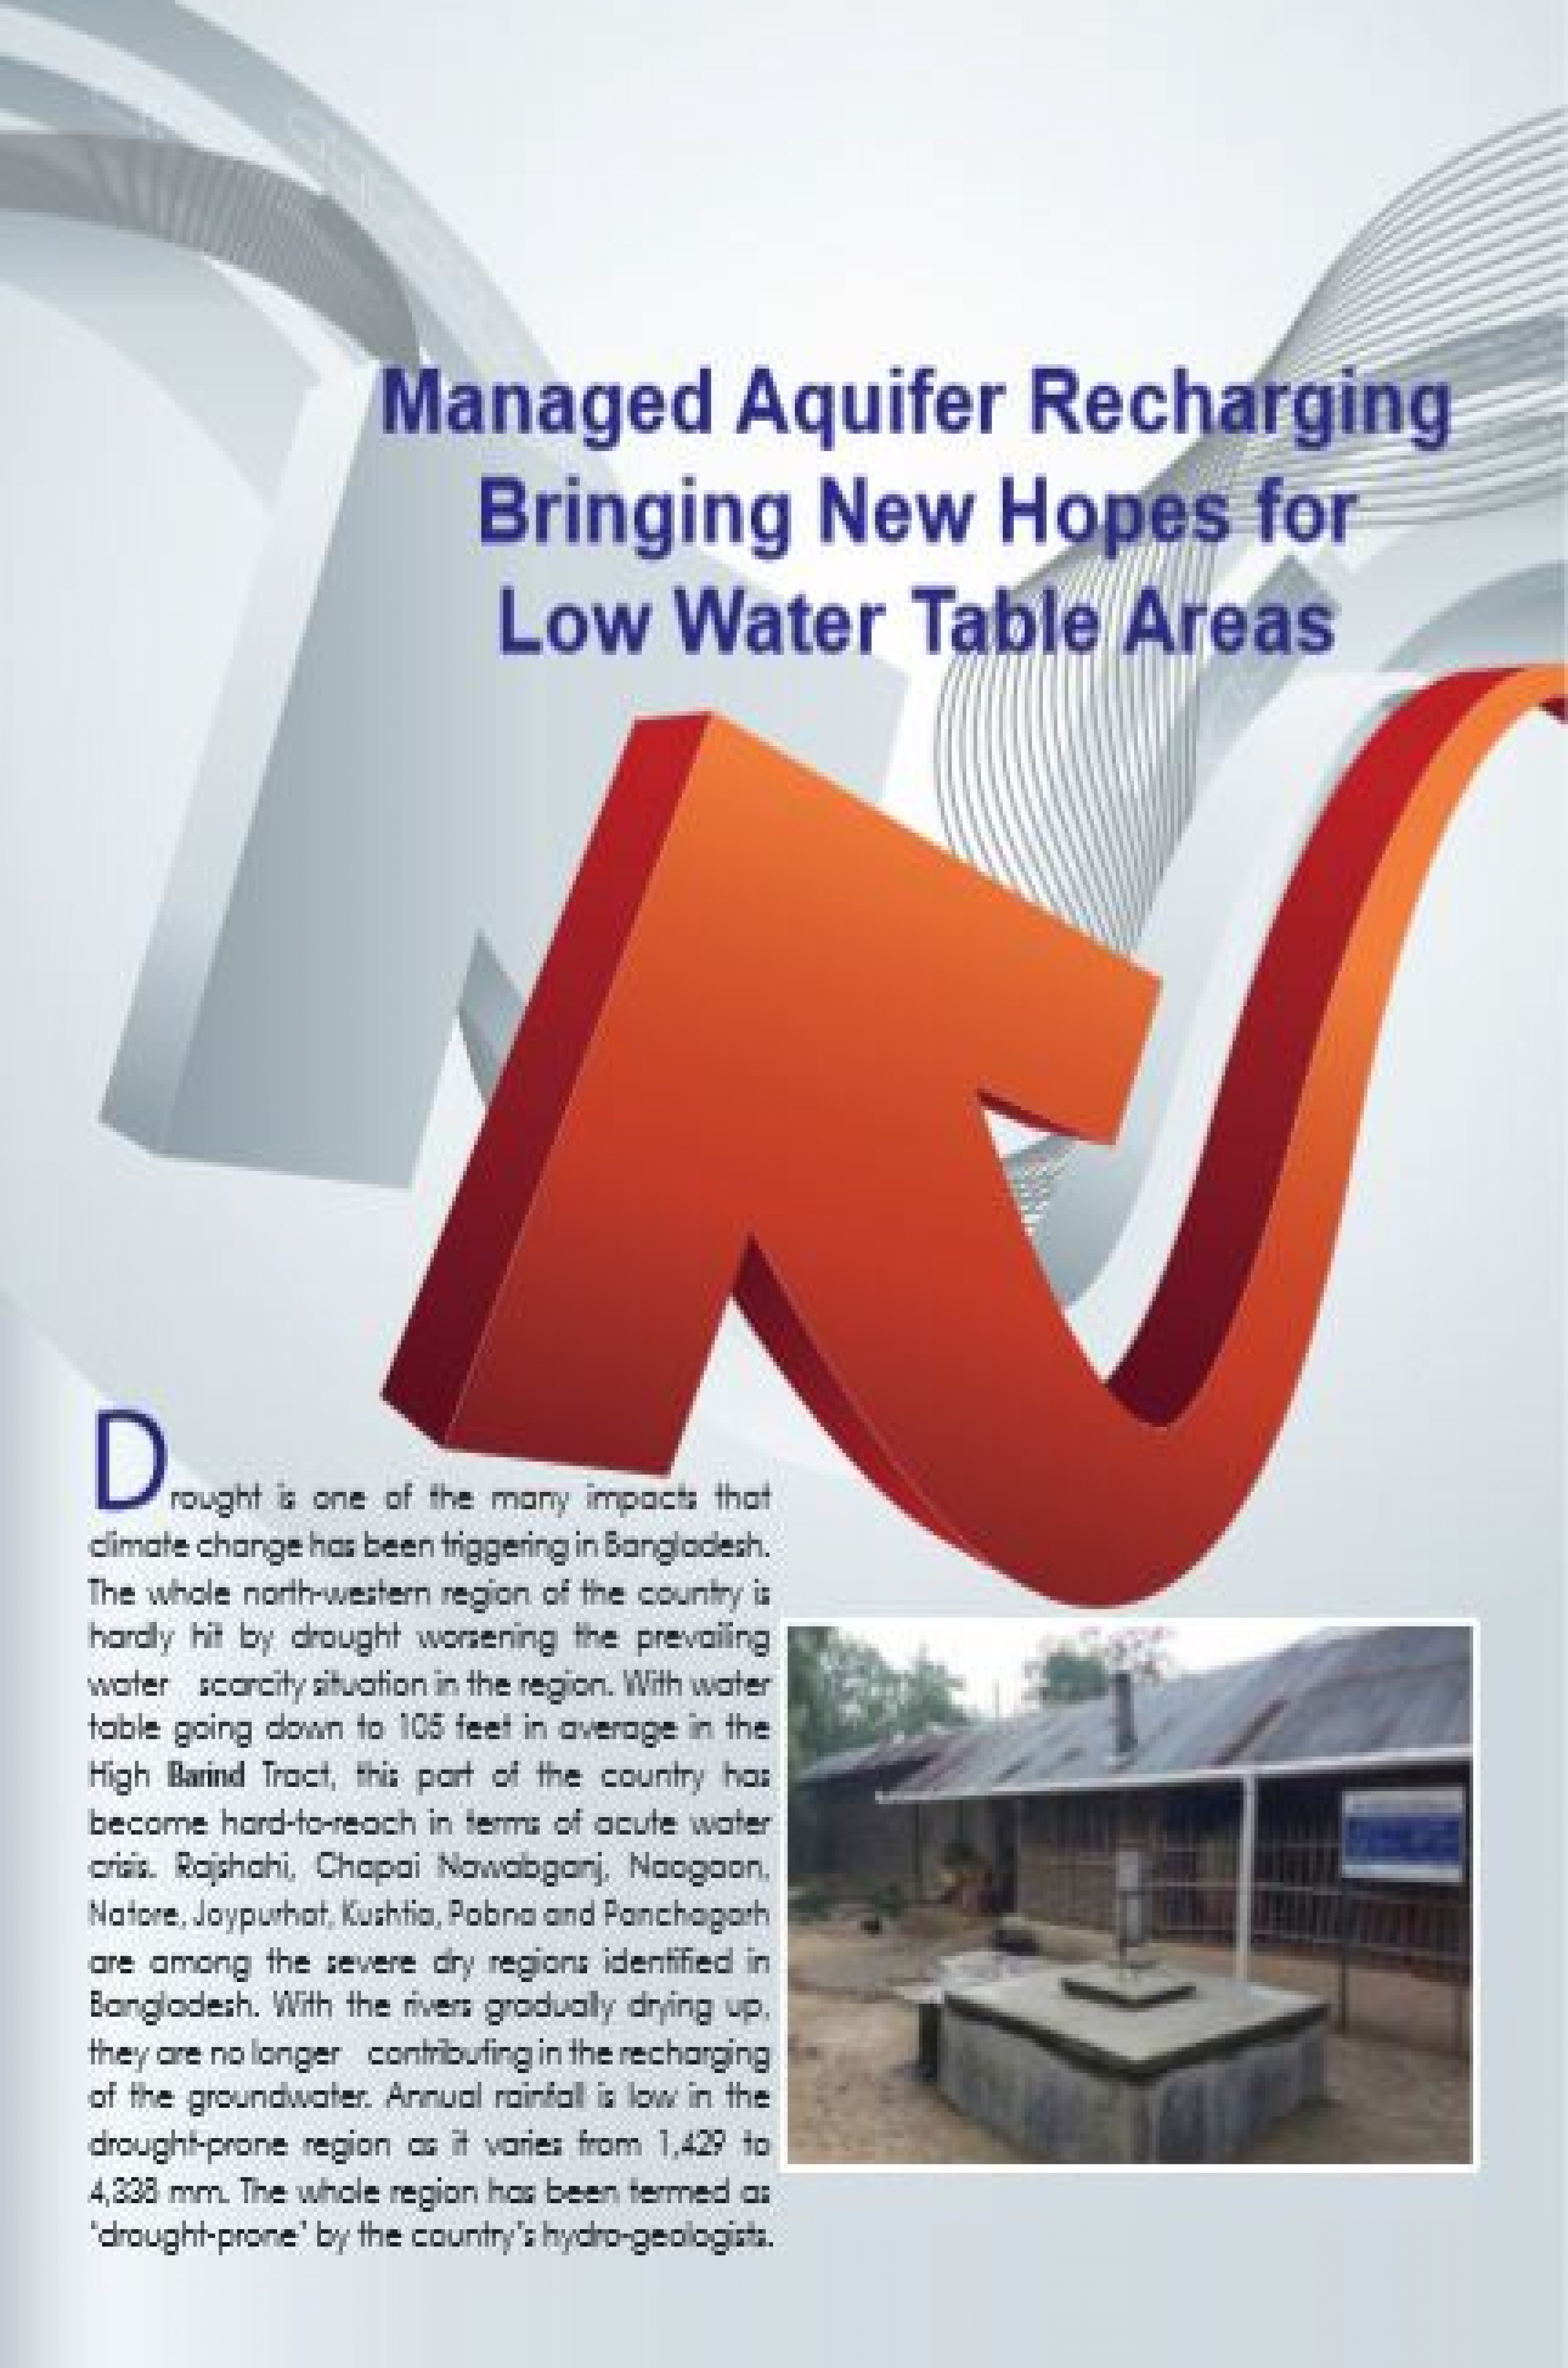 Managed Aquifer Recharging
Bringing New Hopes for
Low Water Table Areas
Drought is one of the many impacts that
climate change has been triggering in Bangladesh.
The whole north-western region of the country is
hardly hit by drought worsening the prevailing
water scarcity situation in the region. With water
table going down to 105 feet in average in the
High Barind Tract, this part of the country has
become hard-to-reach in terms of acute water
crisis. Rajshahi, Chapai Nawabganj, Naogaon,
Natore, Joypurhat, Kushtia, Pabna and Panchagarh
are among the severe dry regions identified in
Bangladesh. With the rivers gradually drying up,
they are no longer contributing in the recharging
of the groundwater. Annual rainfall is low in the
drought-prone region as it varies from 1,429 to
4,338 mm. The whole region has been termed as
'drought-prone' by the country's hydro-geologists.